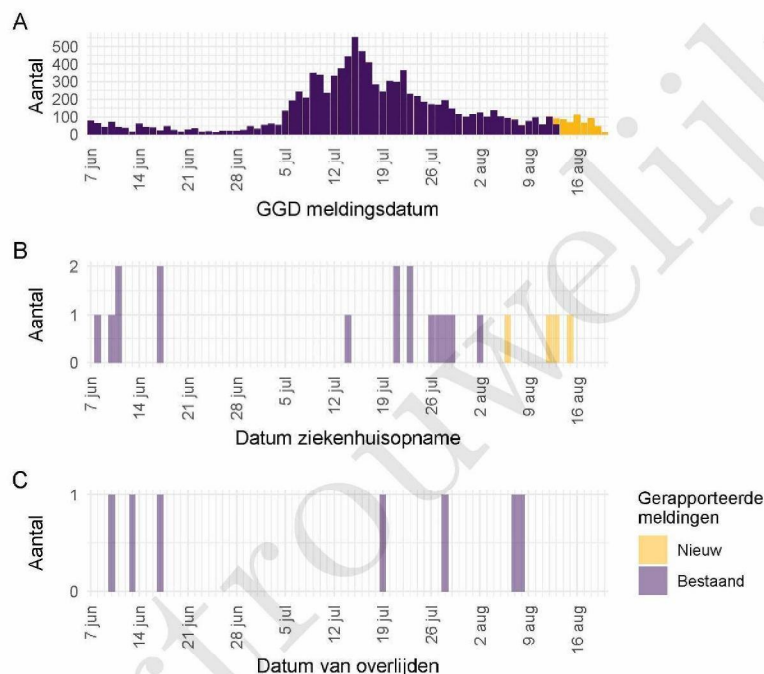 A
Aantal
500
400
300
200
100
0
7 jun
14 jun
21 jun
28 jun
5 jul
12 jul
19 jul
26 jul
2 aug
9 aug
16 aug
GGD meldingsdatum
B
Aantal
2
1
0
7 jun
14 jun
21 jun
28 jun
5 jul
12 jul
19 jul
26 jul
2 aug
9 aug
16 aug
Datum ziekenhuisopname
C
Aantal
1
0
7 jun
14 jun
21 jun
28 jun
5 jul
12 jul
19 jul
26 jul
2 aug
9 aug
16 aug
Datum van overlijden
Gerapporteerde
meldingen
Nieuw
Bestaand